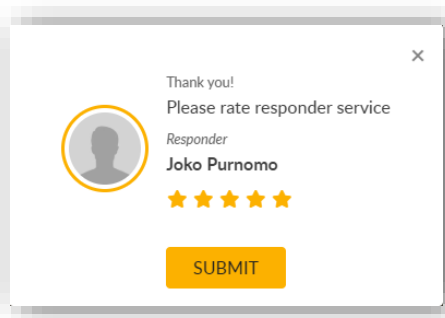 ×
Thank you!
Please rate responder service
Responder
Joko Purnomo
SUBMIT